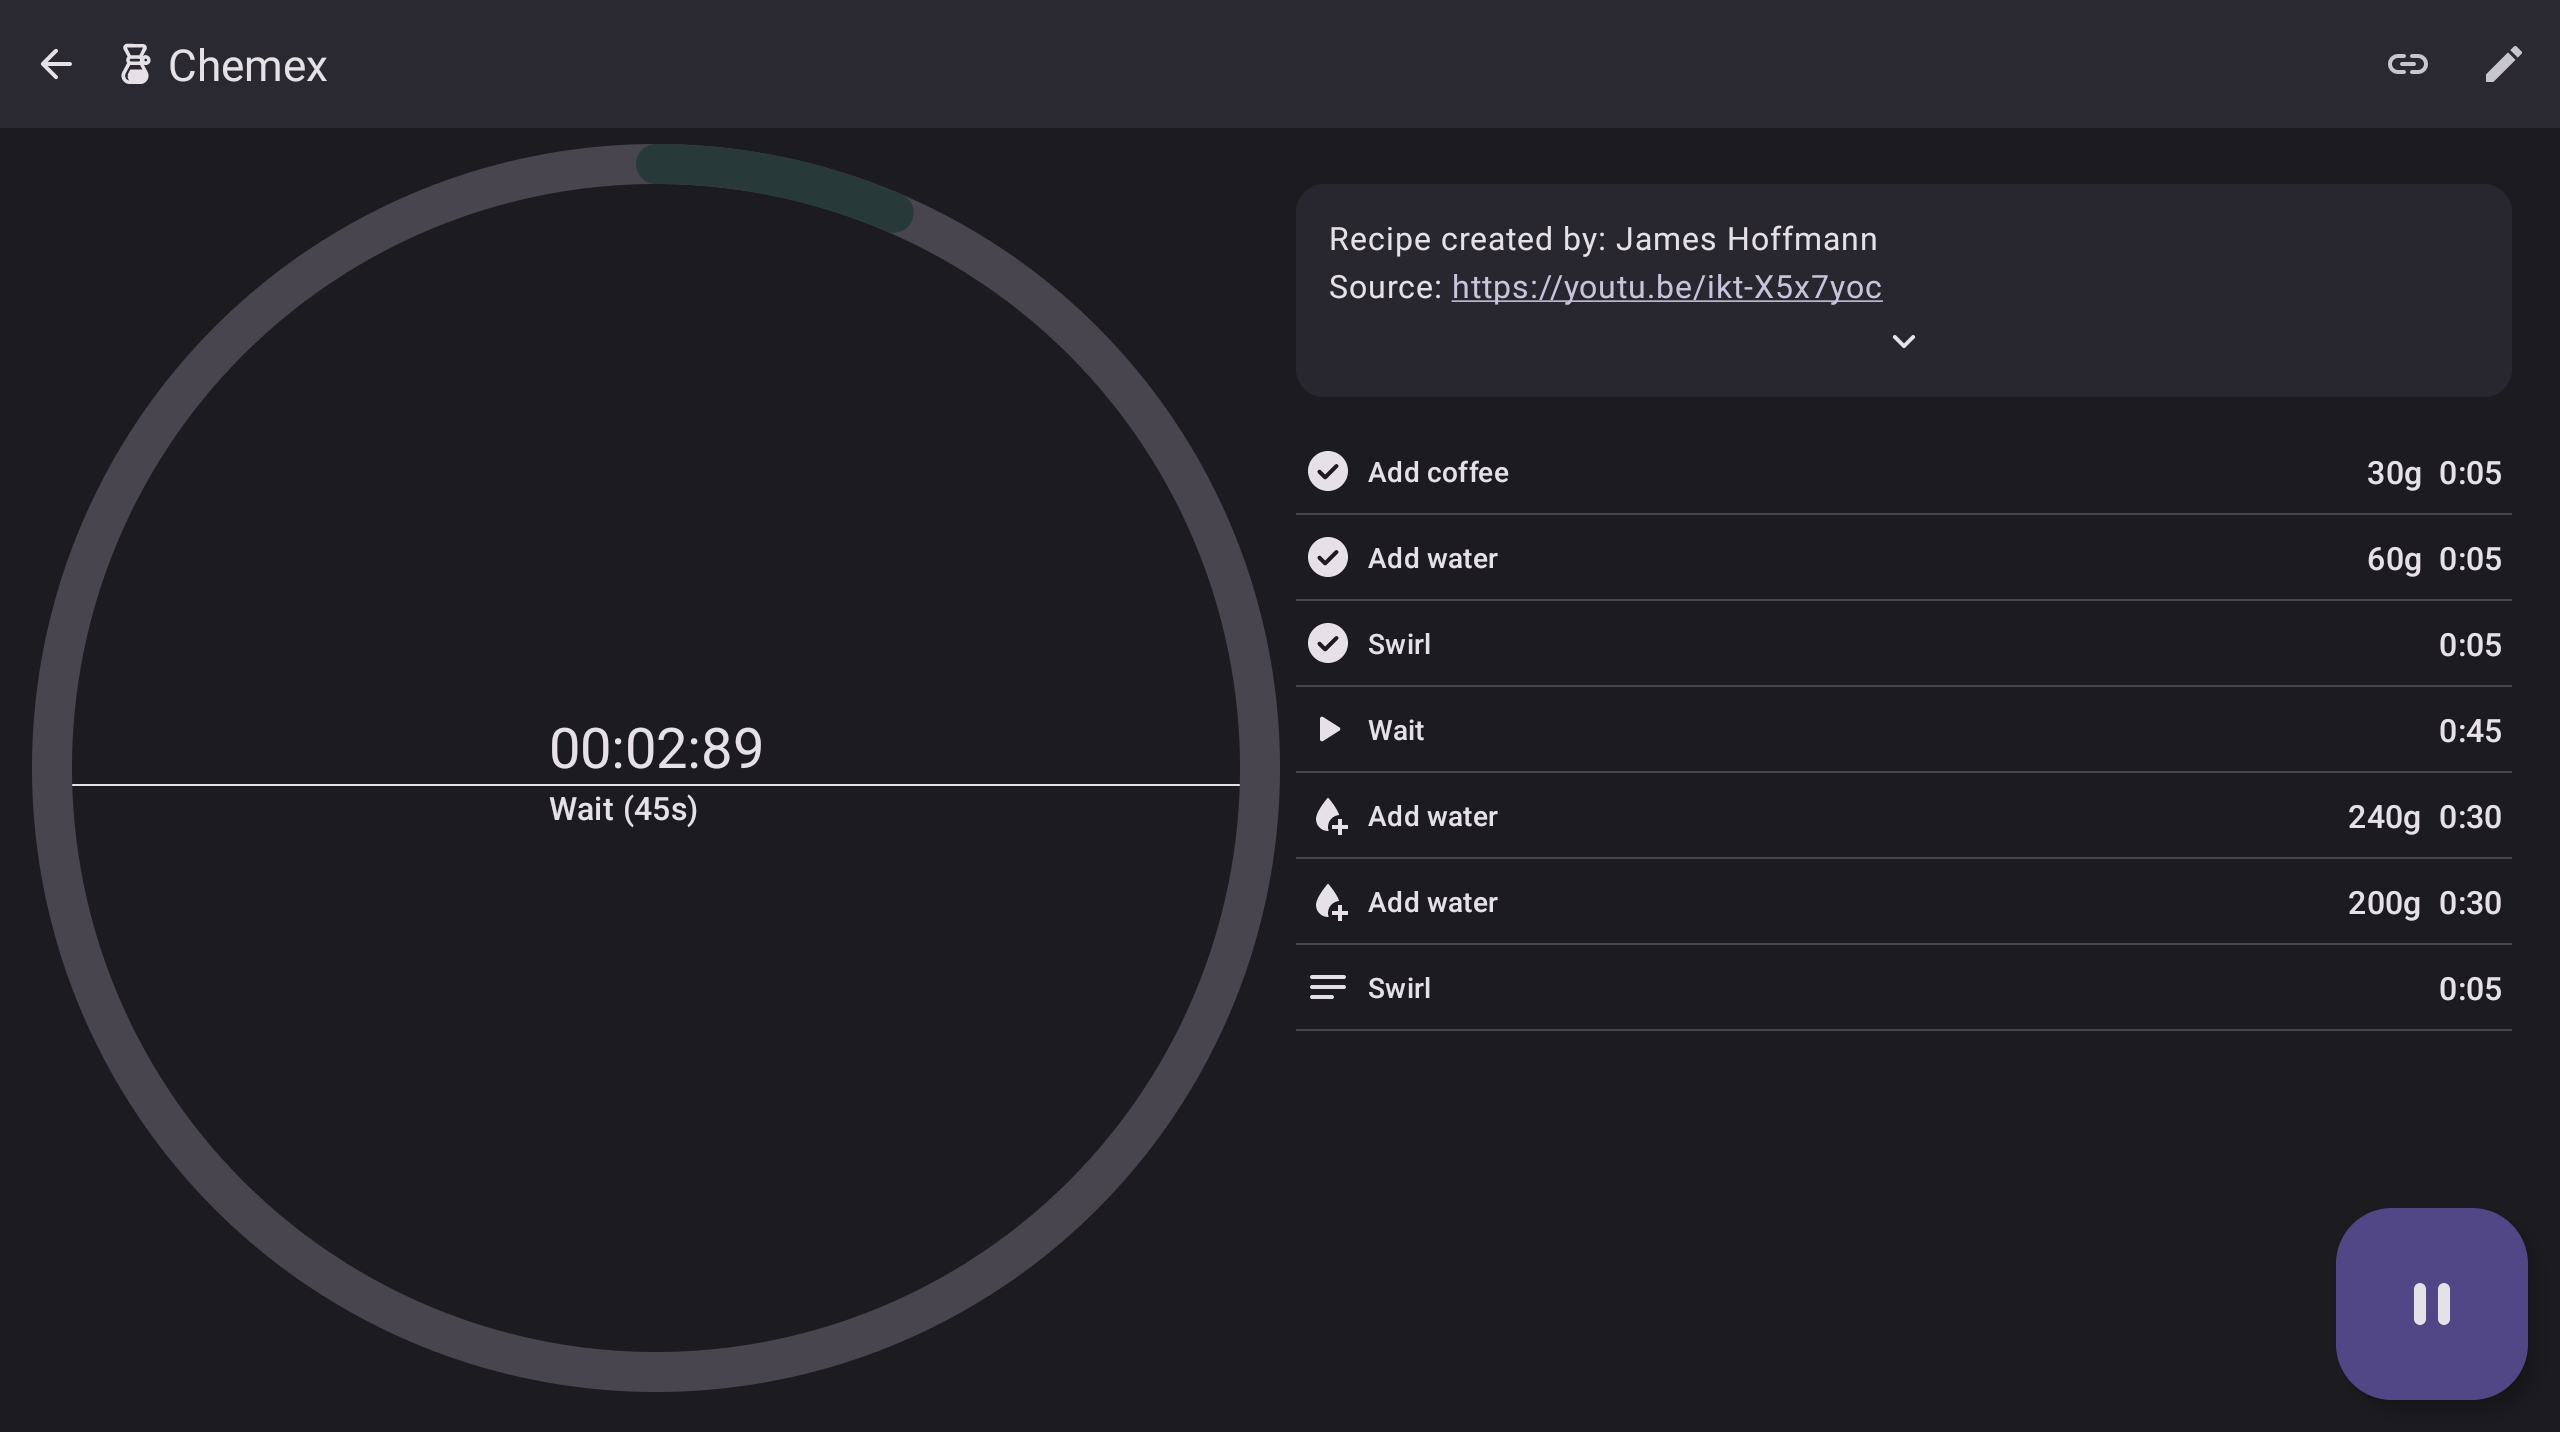 Chemex
00:02:89
Wait (45s)
Recipe created by: James Hoffmann
Source: https://youtu.be/ikt-X5x7yoc
Add coffee 30g 0:05
Add water 60g 0:05
Swirl 0:05
Wait 0:45
Add water 240g 0:30
Add water 200g 0:30
Swirl 0:05